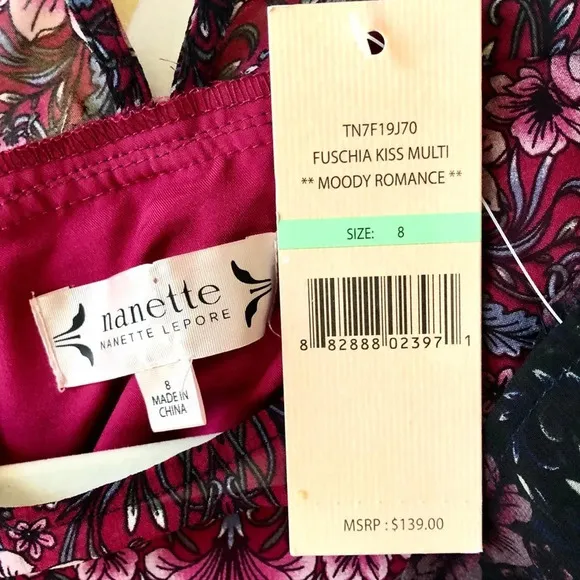 TN7F19J70
FUSCHIA KISS MULTI
** MOODY ROMANCE **
SIZE: 8
8 82888 02397 1
MSRP : $139.00
nanette
NANETTE LEPORE
8
MADE IN
CHINA